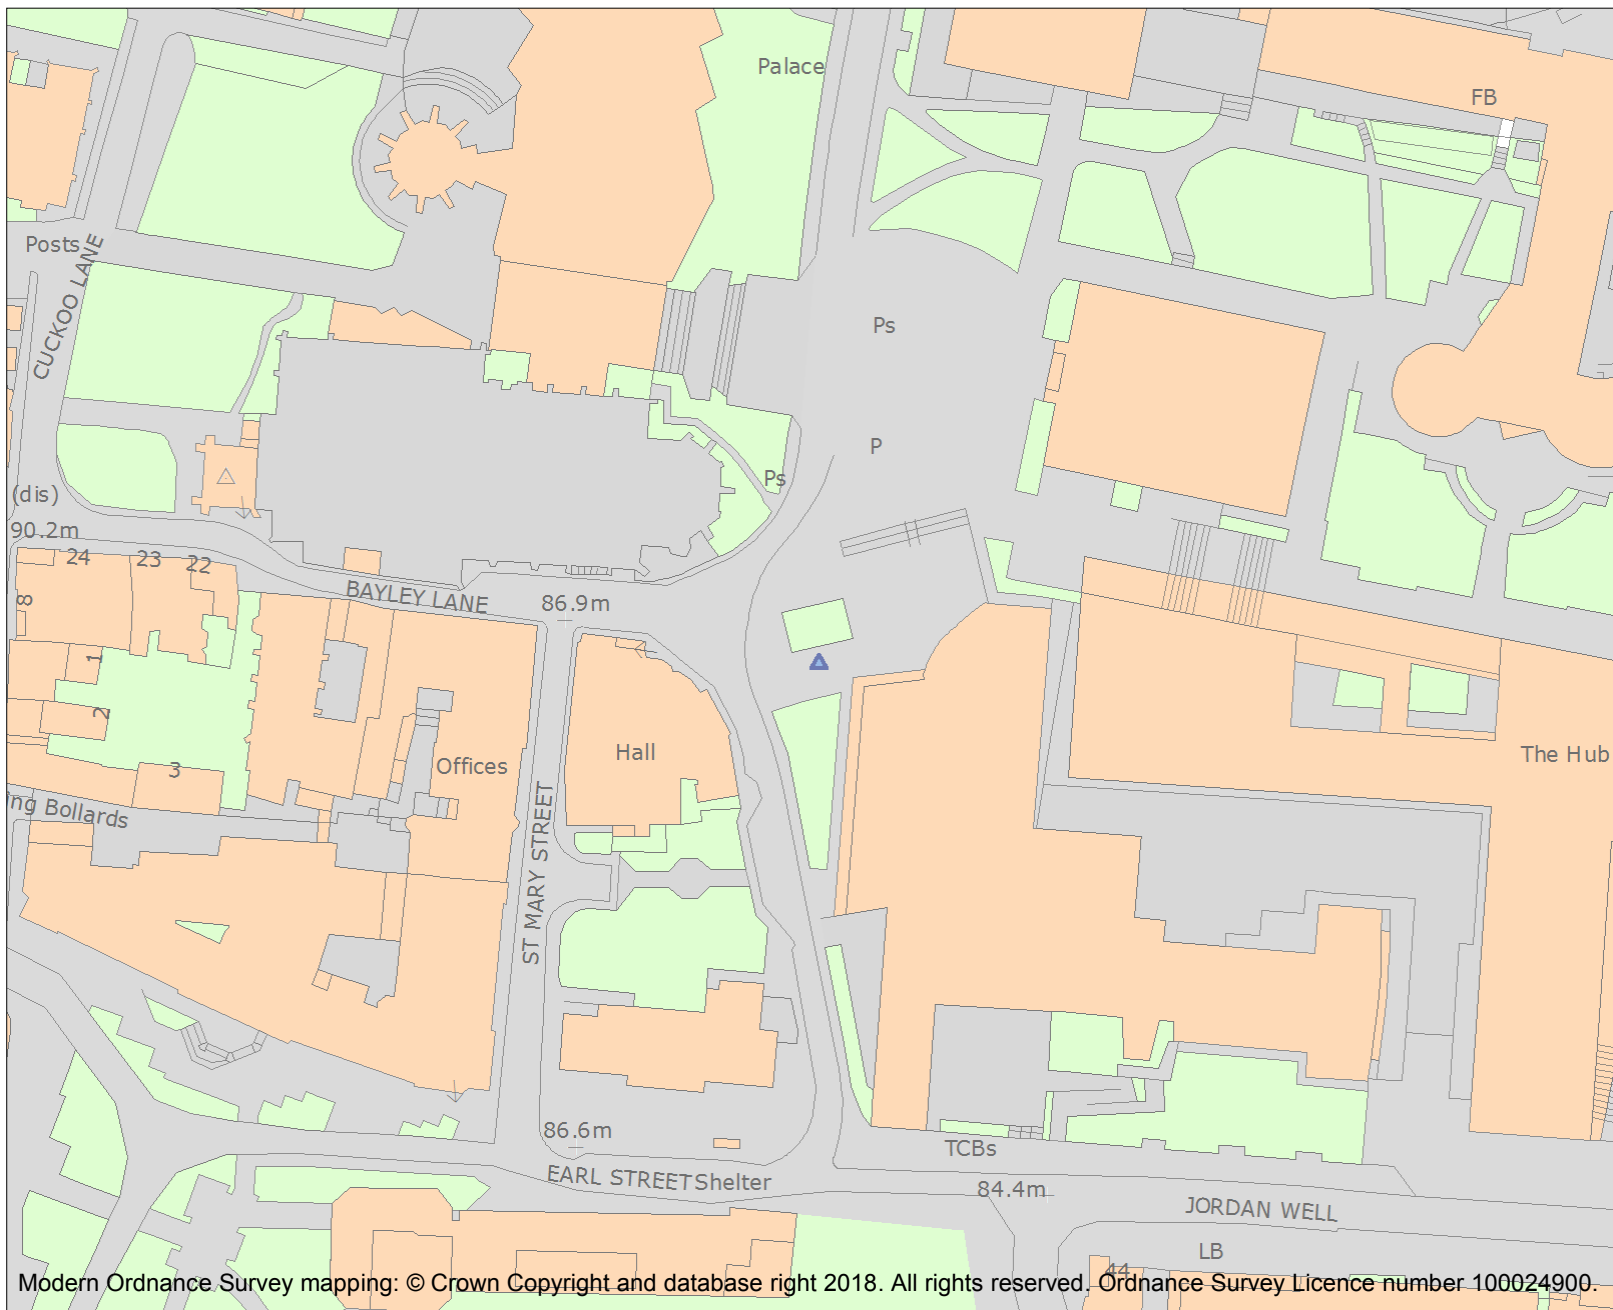 Palace
FB
Posts
CUCKOO LANE
Ps
P
Ps
(dis)
90.2m
24
23
22
8
BAYLEY LANE
86.9m
1
2
3
Hall
Offices
The Hub
ing Bollards
ST MARY STREET
86.6m
TCBs
EARL STREET
Shelter
84.4m
JORDAN WELL
LB
44
Modern Ordnance Survey mapping: © Crown Copyright and database right 2018. All rights reserved. Ordnance Survey Licence number 100024900.